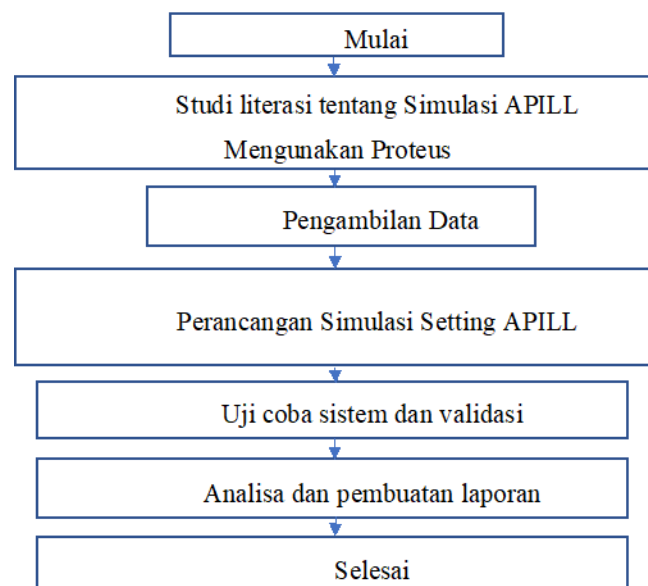 Mulai
Studi literasi tentang Simulasi APILL
Mengunakan Proteus
Pengambilan Data
Perancangan Simulasi Setting APILL
Uji coba sistem dan validasi
Analisa dan pembuatan laporan
Selesai